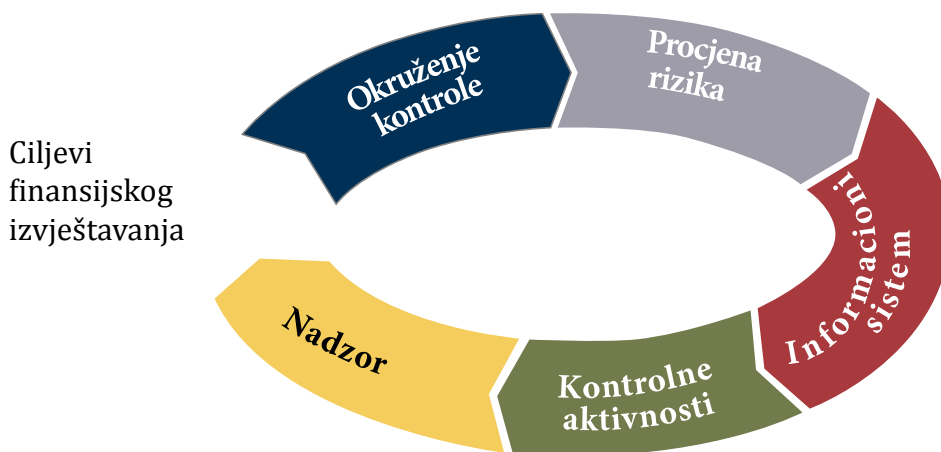 Ciljevi
finansijskog
izvještavanja
Okruženje
kontrole
Procjena
rizika
Informacioni
sistem
Kontrolne
aktivnosti
Nadzor